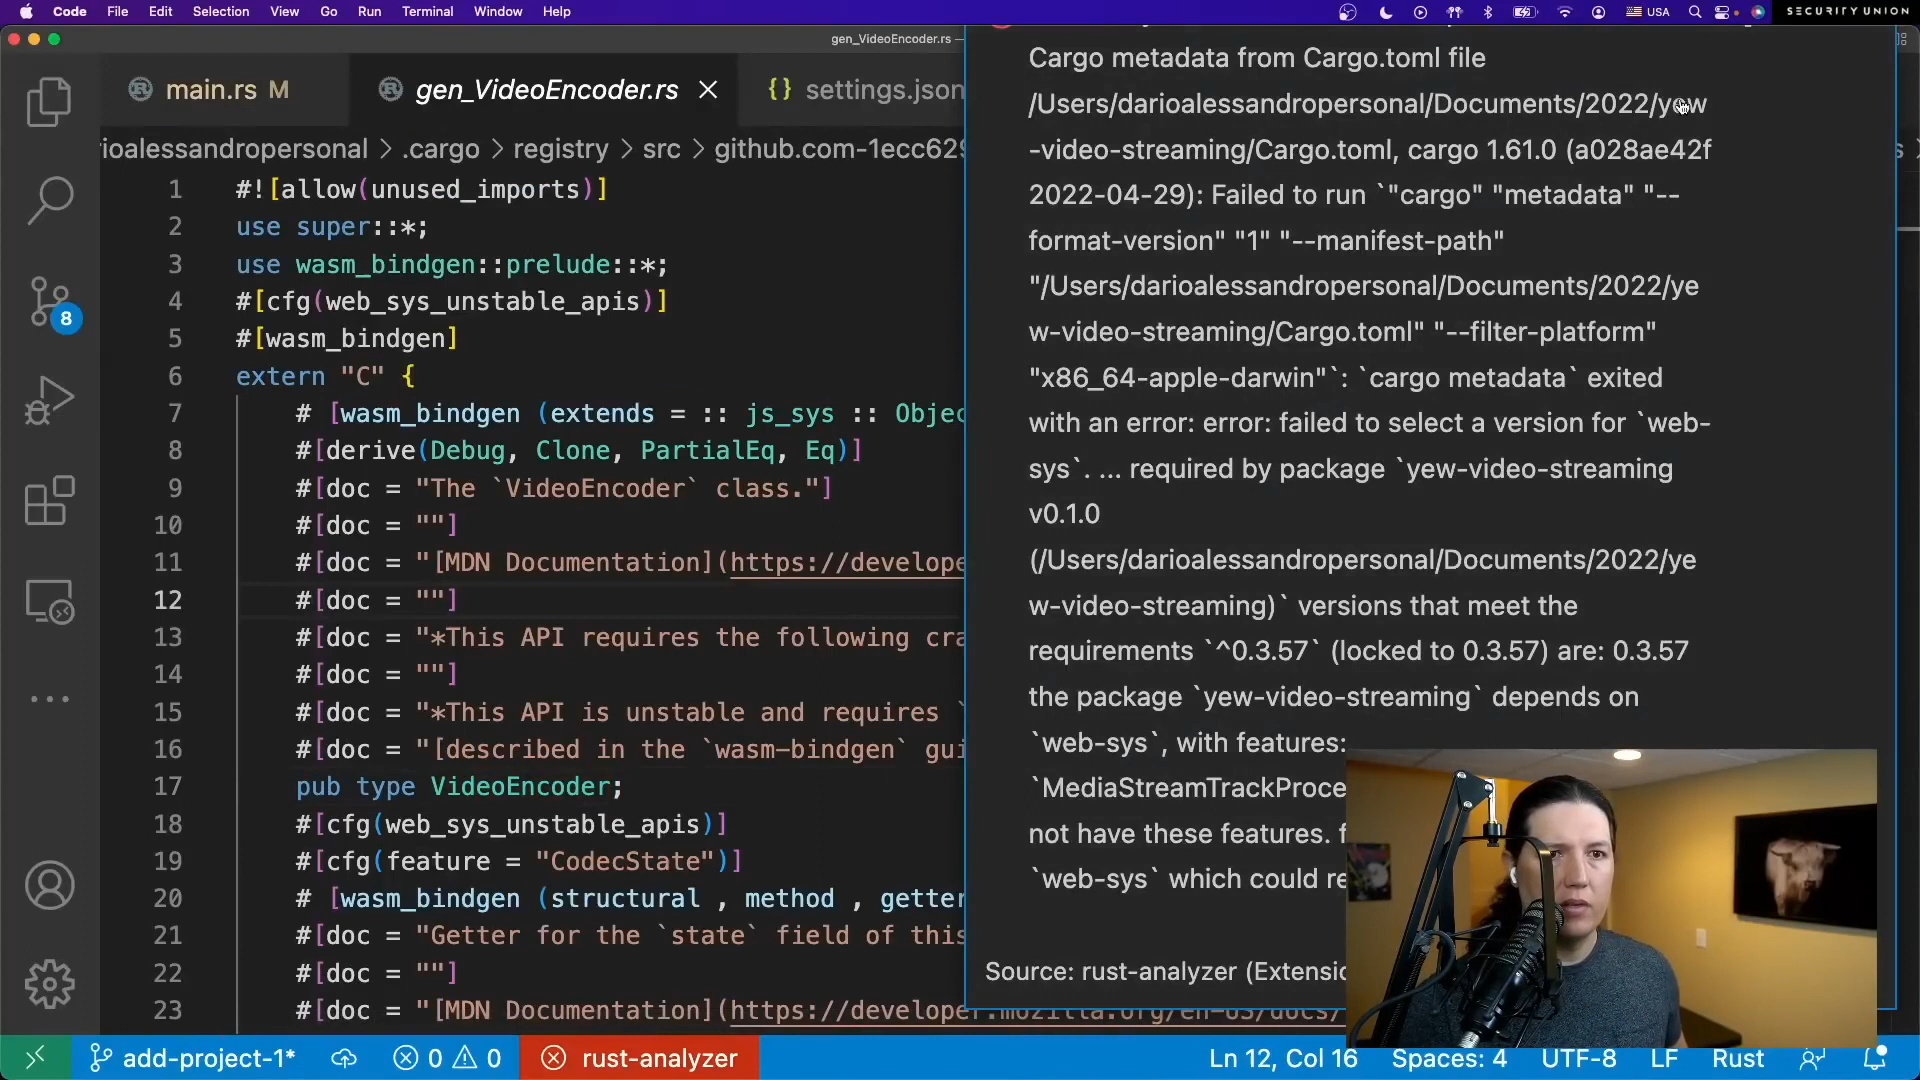 Code File Edit Selection View Go Run Terminal Window Help USA SECURITY UNION
gen_VideoEncoder.rs —
main.rs M gen_VideoEncoder.rs settings.json
rioalessandropersonal > .cargo > registry > src > github.com-1ecc629
1 #![allow(unused_imports)]
2 use super::*;
3 use wasm_bindgen::prelude::*;
4 #[cfg(web_sys_unstable_apis)]
5 #[wasm_bindgen]
6 extern "C" {
7 # [wasm_bindgen (extends = :: js_sys :: Objec
8 #[derive(Debug, Clone, PartialEq, Eq)]
9 #[doc = "The `VideoEncoder` class."]
10 #[doc = ""]
11 #[doc = "[MDN Documentation](https://develope
12 #[doc = ""]
13 #[doc = "*This API requires the following cra
14 #[doc = ""]
15 #[doc = "*This API is unstable and requires `
16 #[doc = "[described in the `wasm-bindgen` gui
17 pub type VideoEncoder;
18 #[cfg(web_sys_unstable_apis)]
19 #[cfg(feature = "CodecState")]
20 # [wasm_bindgen (structural , method , getter
21 #[doc = "Getter for the `state` field of this
22 #[doc = ""]
23 #[doc = "[MDN Documentation](https://developer.mozilla.org/en-US/docs/
Cargo metadata from Cargo.toml file
/Users/darioalessandropersonal/Documents/2022/yew
-video-streaming/Cargo.toml, cargo 1.61.0 (a028ae42f
2022-04-29): Failed to run `"cargo" "metadata" "--
format-version" "1" "--manifest-path"
"/Users/darioalessandropersonal/Documents/2022/ye
w-video-streaming/Cargo.toml" "--filter-platform"
"x86_64-apple-darwin"`: `cargo metadata` exited
with an error: error: failed to select a version for `web-
sys`. ... required by package `yew-video-streaming
v0.1.0
(/Users/darioalessandropersonal/Documents/2022/ye
w-video-streaming)` versions that meet the
requirements `^0.3.57` (locked to 0.3.57) are: 0.3.57
the package `yew-video-streaming` depends on
`web-sys`, with features:
`MediaStreamTrackProce
not have these features. f
`web-sys` which could re
Source: rust-analyzer (Extensio
8
add-project-1* 0 0 rust-analyzer Ln 12, Col 16 Spaces: 4 UTF-8 LF Rust